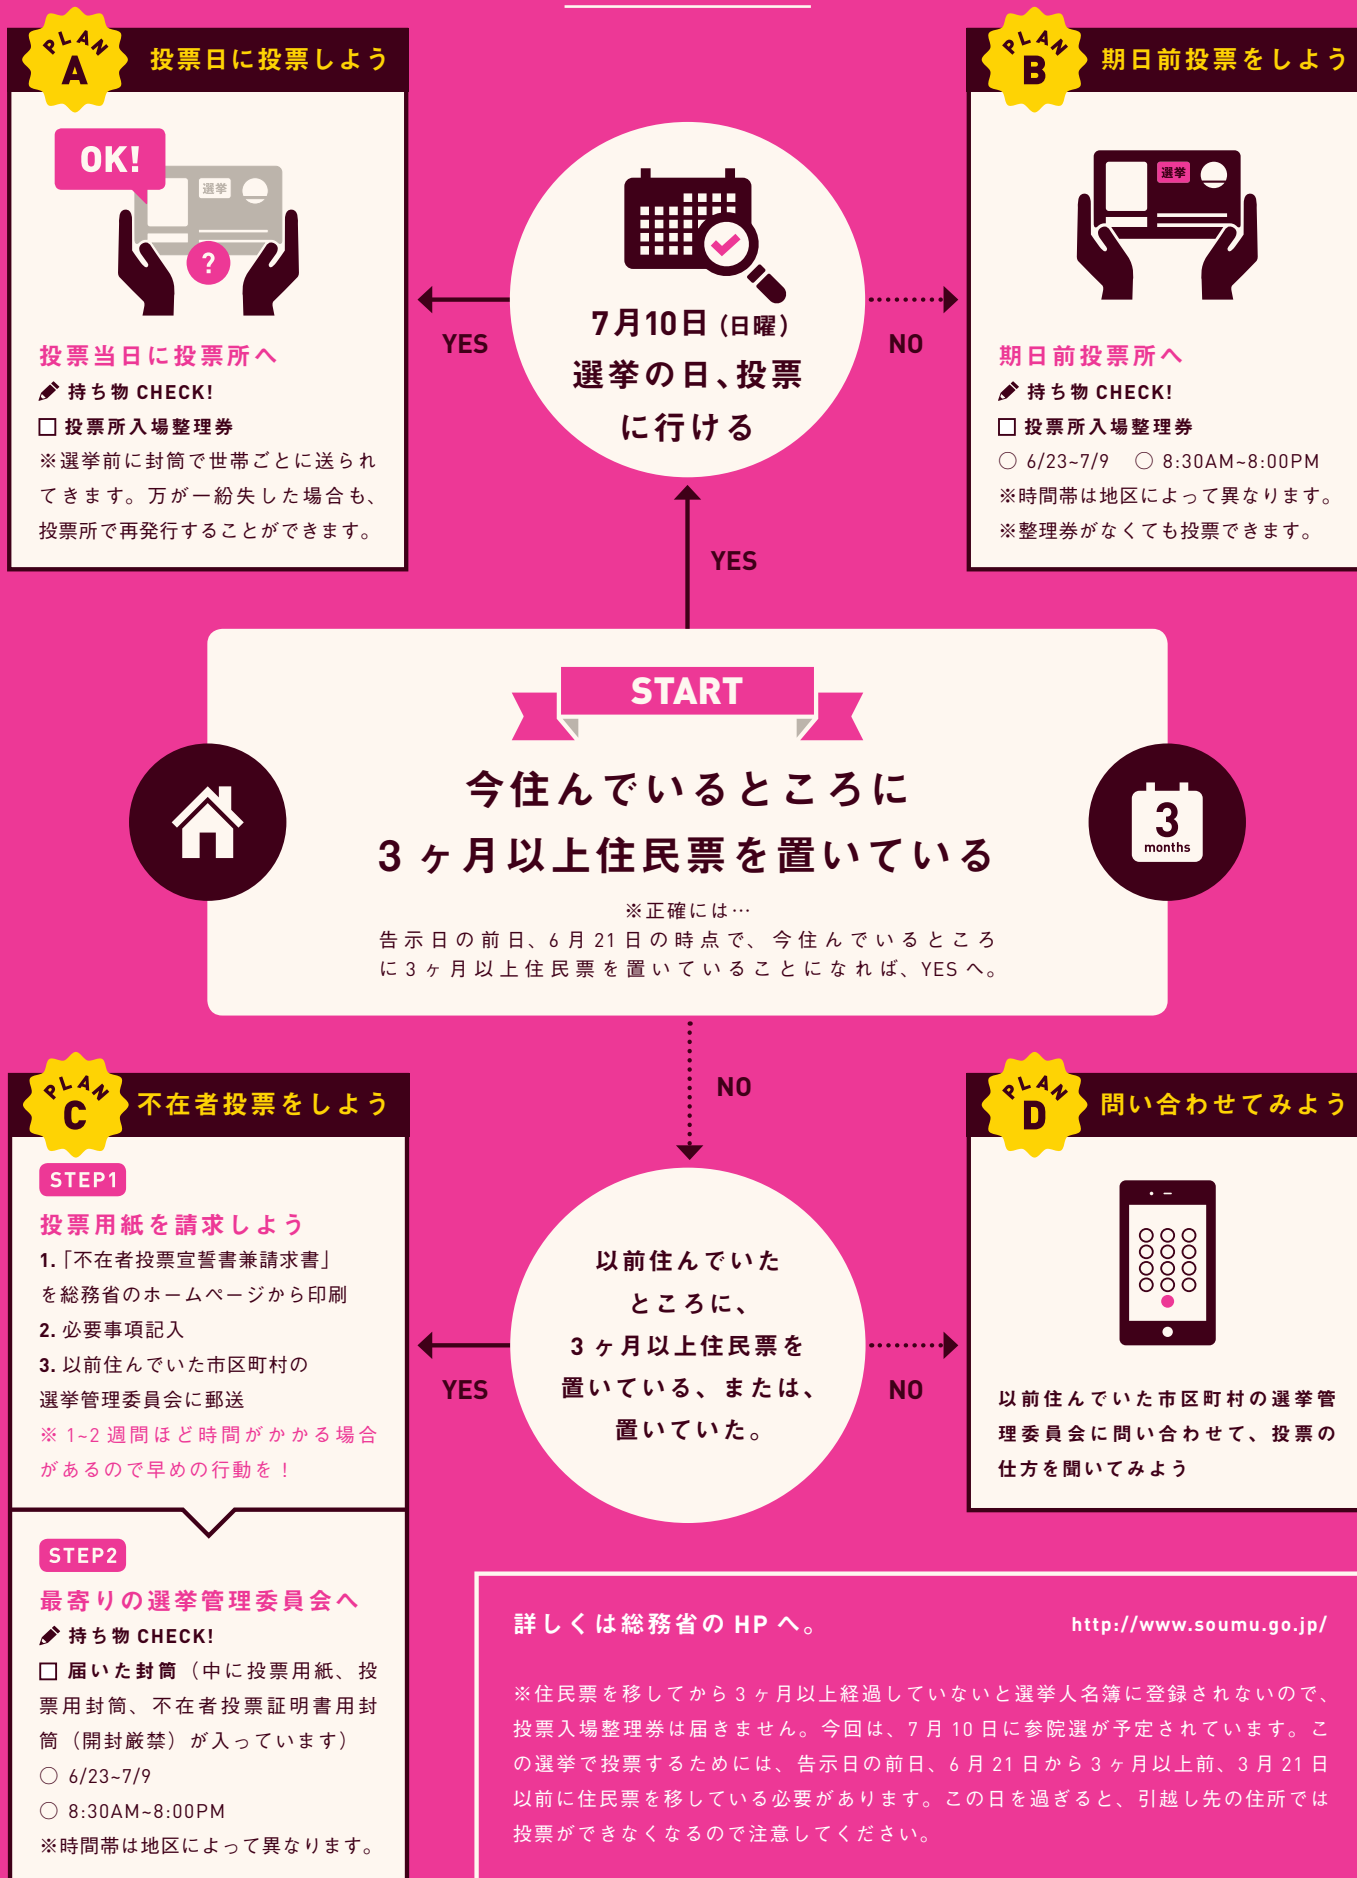 PLAN A
投票日に投票しよう
OK!
選挙
?
投票当日に投票所へ
持ち物 CHECK!
投票所入場整理券
※選挙前に封筒で世帯ごとに送られ
てきます。万が一紛失した場合も、
投票所で再発行することができます。
7月10日（日曜）
選挙の日、投票
に行ける
YES
NO
PLAN B
期日前投票をしよう
選挙
期日前投票所へ
持ち物 CHECK!
投票所入場整理券
○ 6/23~7/9 ○ 8:30AM~8:00PM
※時間帯は地区によって異なります。
※整理券がなくても投票できます。
YES
START
今住んでいるところに
3ヶ月以上住民票を置いている
※正確には…
告示日の前日、6月21日の時点で、今住んでいるところ
に3ヶ月以上住民票を置いていることになれば、YESへ。
3
months
NO
PLAN C
不在者投票をしよう
STEP1
投票用紙を請求しよう
1.「不在者投票宣誓書兼請求書」
を総務省のホームページから印刷
2. 必要事項記入
3. 以前住んでいた市区町村の
選挙管理委員会に郵送
※ 1~2 週間ほど時間がかかる場合
があるので早めの行動を！
STEP2
最寄りの選挙管理委員会へ
持ち物 CHECK!
届いた封筒（中に投票用紙、投
票用封筒、不在者投票証明書用封
筒（開封厳禁）が入っています）
○ 6/23~7/9
○ 8:30AM~8:00PM
※時間帯は地区によって異なります。
以前住んでいた
ところに、
3ヶ月以上住民票を
置いている、または、
置いていた。
YES
NO
PLAN D
問い合わせてみよう
以前住んでいた市区町村の選挙管
理委員会に問い合わせて、投票の
仕方を聞いてみよう
詳しくは総務省の HP へ。 http://www.soumu.go.jp/
※住民票を移してから3ヶ月以上経過していないと選挙人名簿に登録されないので、
投票入場整理券は届きません。今回は、7月10日に参院選が予定されています。こ
の選挙で投票するためには、告示日の前日、6月21日から3ヶ月以上前、3月21日
以前に住民票を移している必要があります。この日を過ぎると、引越し先の住所では
投票ができなくなるので注意してください。